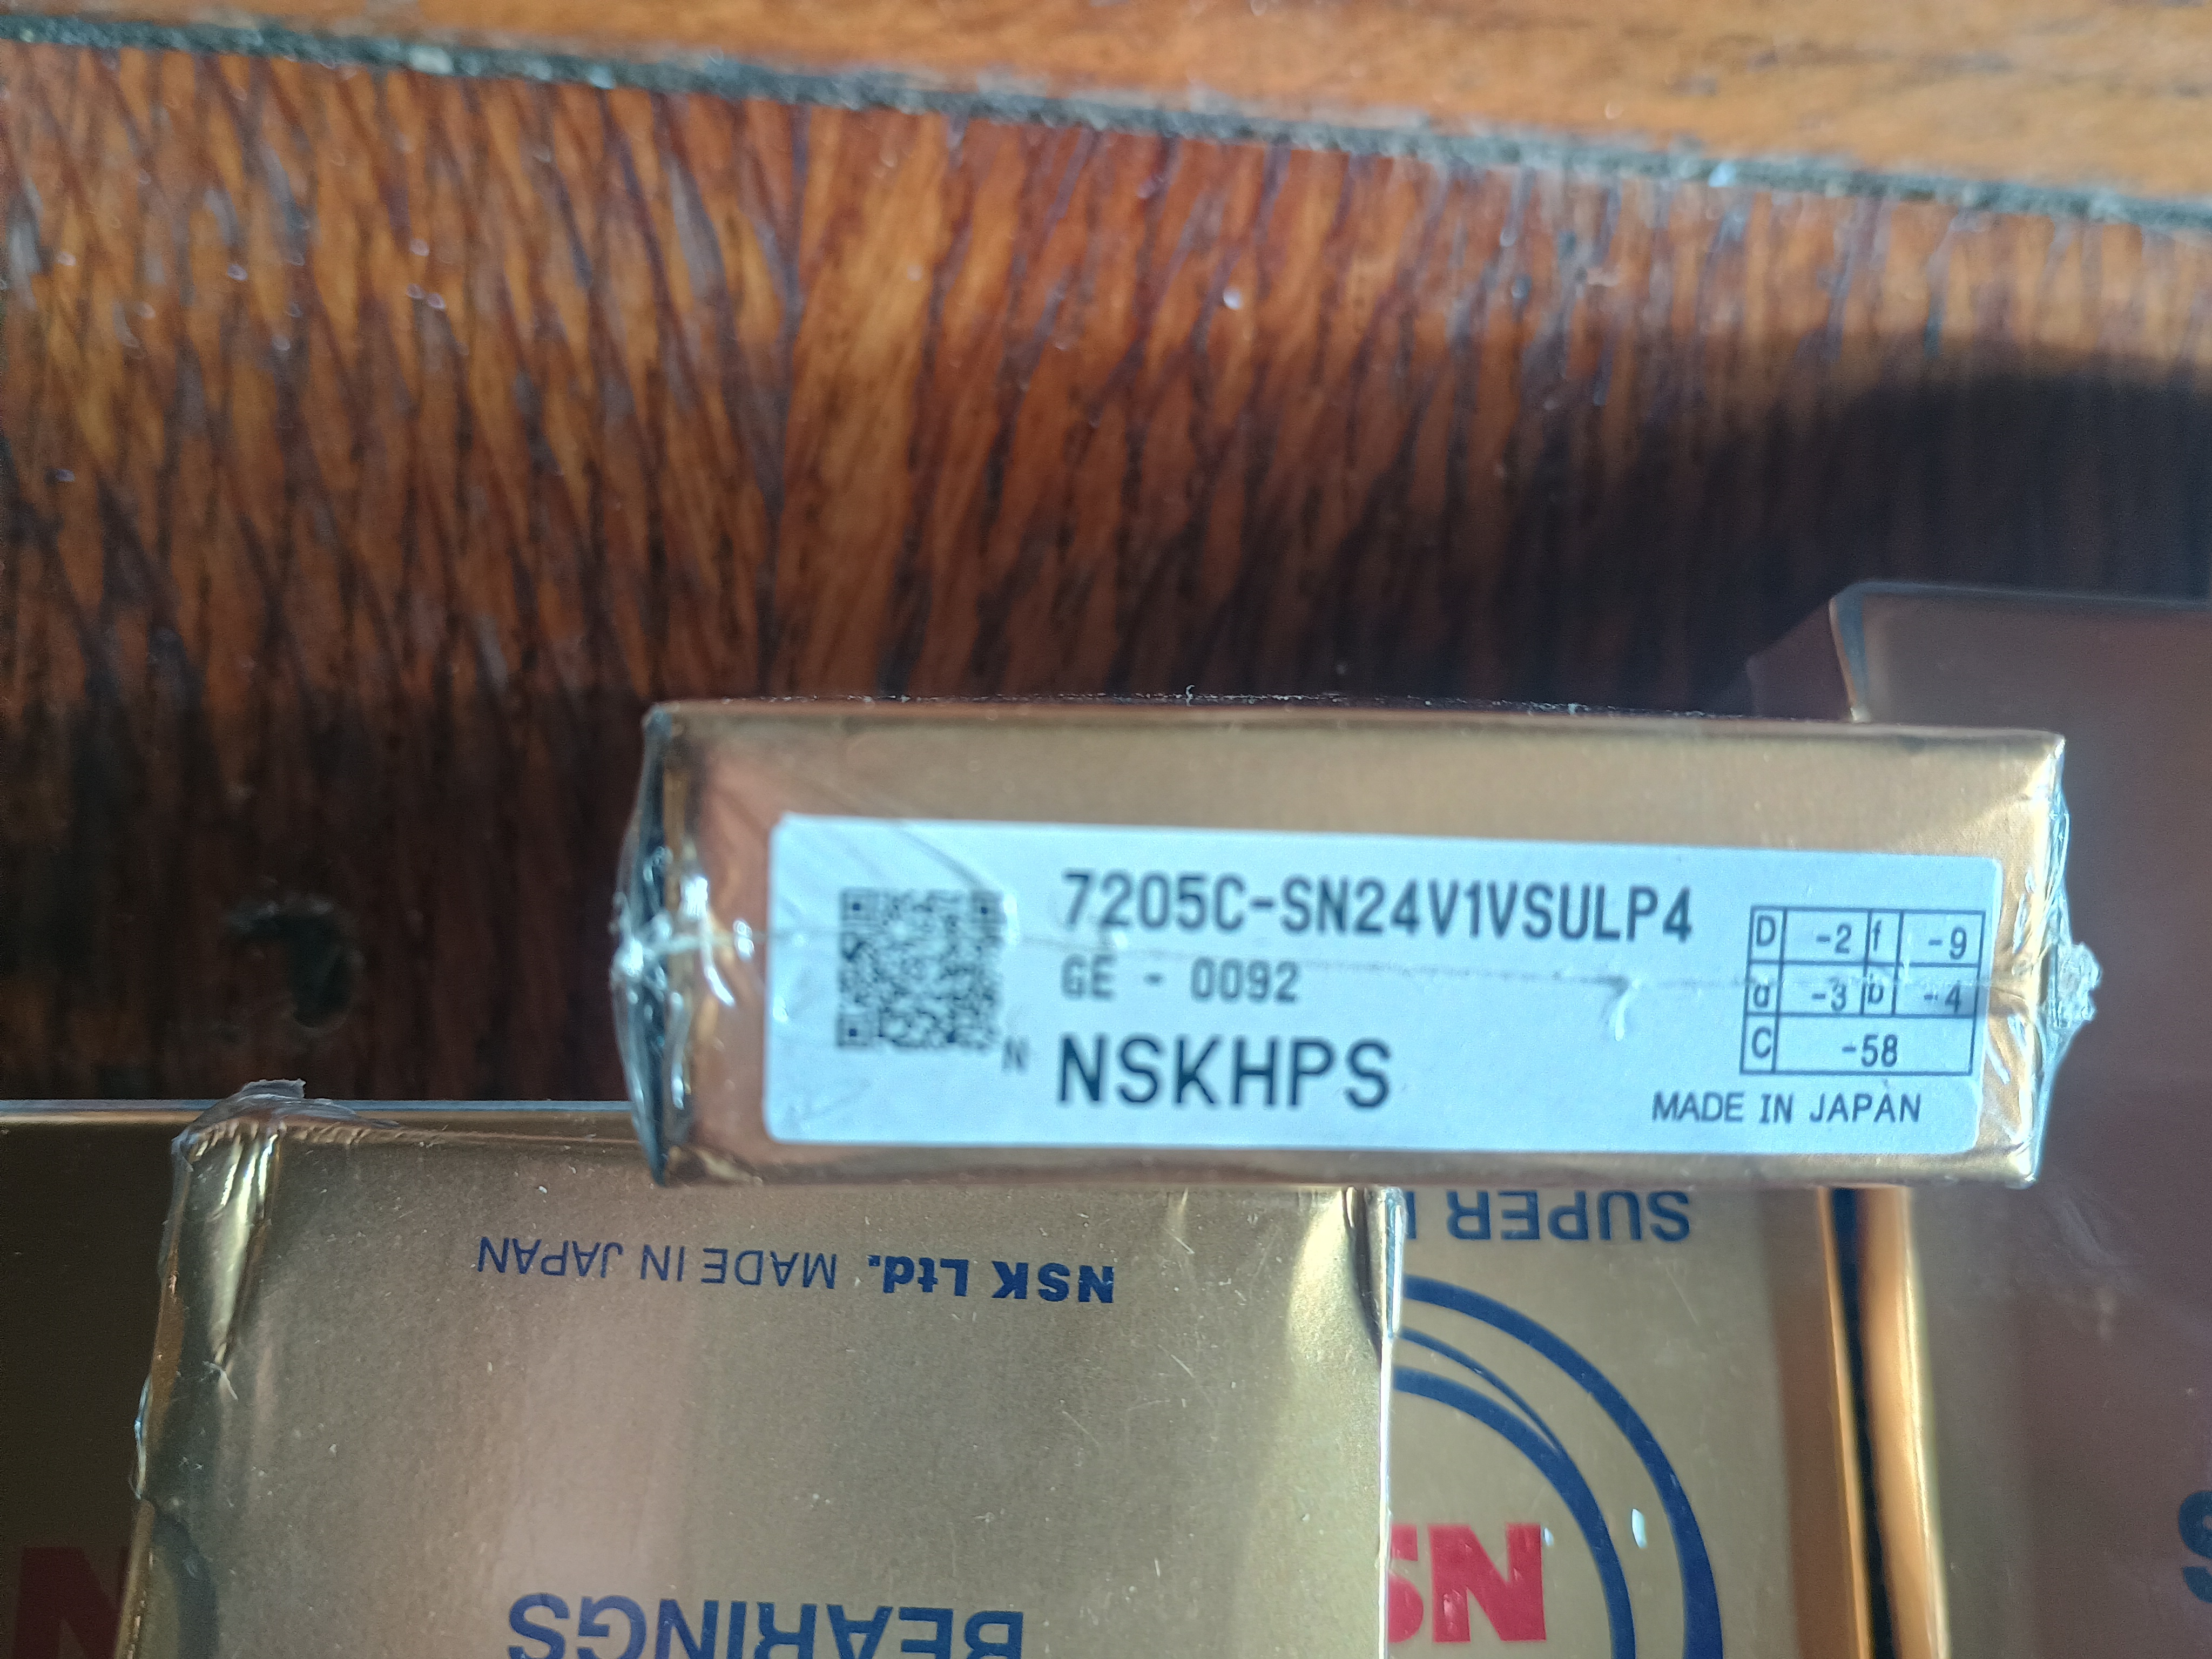 7205C-SN24V1VSULP4
GE - 0092
N NSKHPS
D -2 f -9
d -3 b -4
C -58
MADE IN JAPAN
NSK Ltd. MADE IN JAPAN
BEARINGS
SUPER
NS
N
S